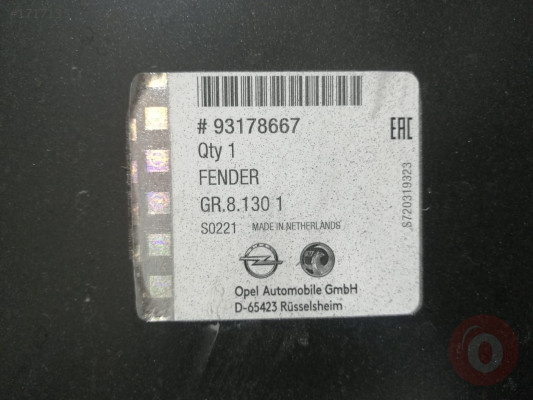 # 93178667
Qty 1
FENDER
GR.8.130 1
S0221 MADE IN NETHERLANDS
Opel Automobile GmbH
D-65423 Rüsselsheim
EAC
S720319323